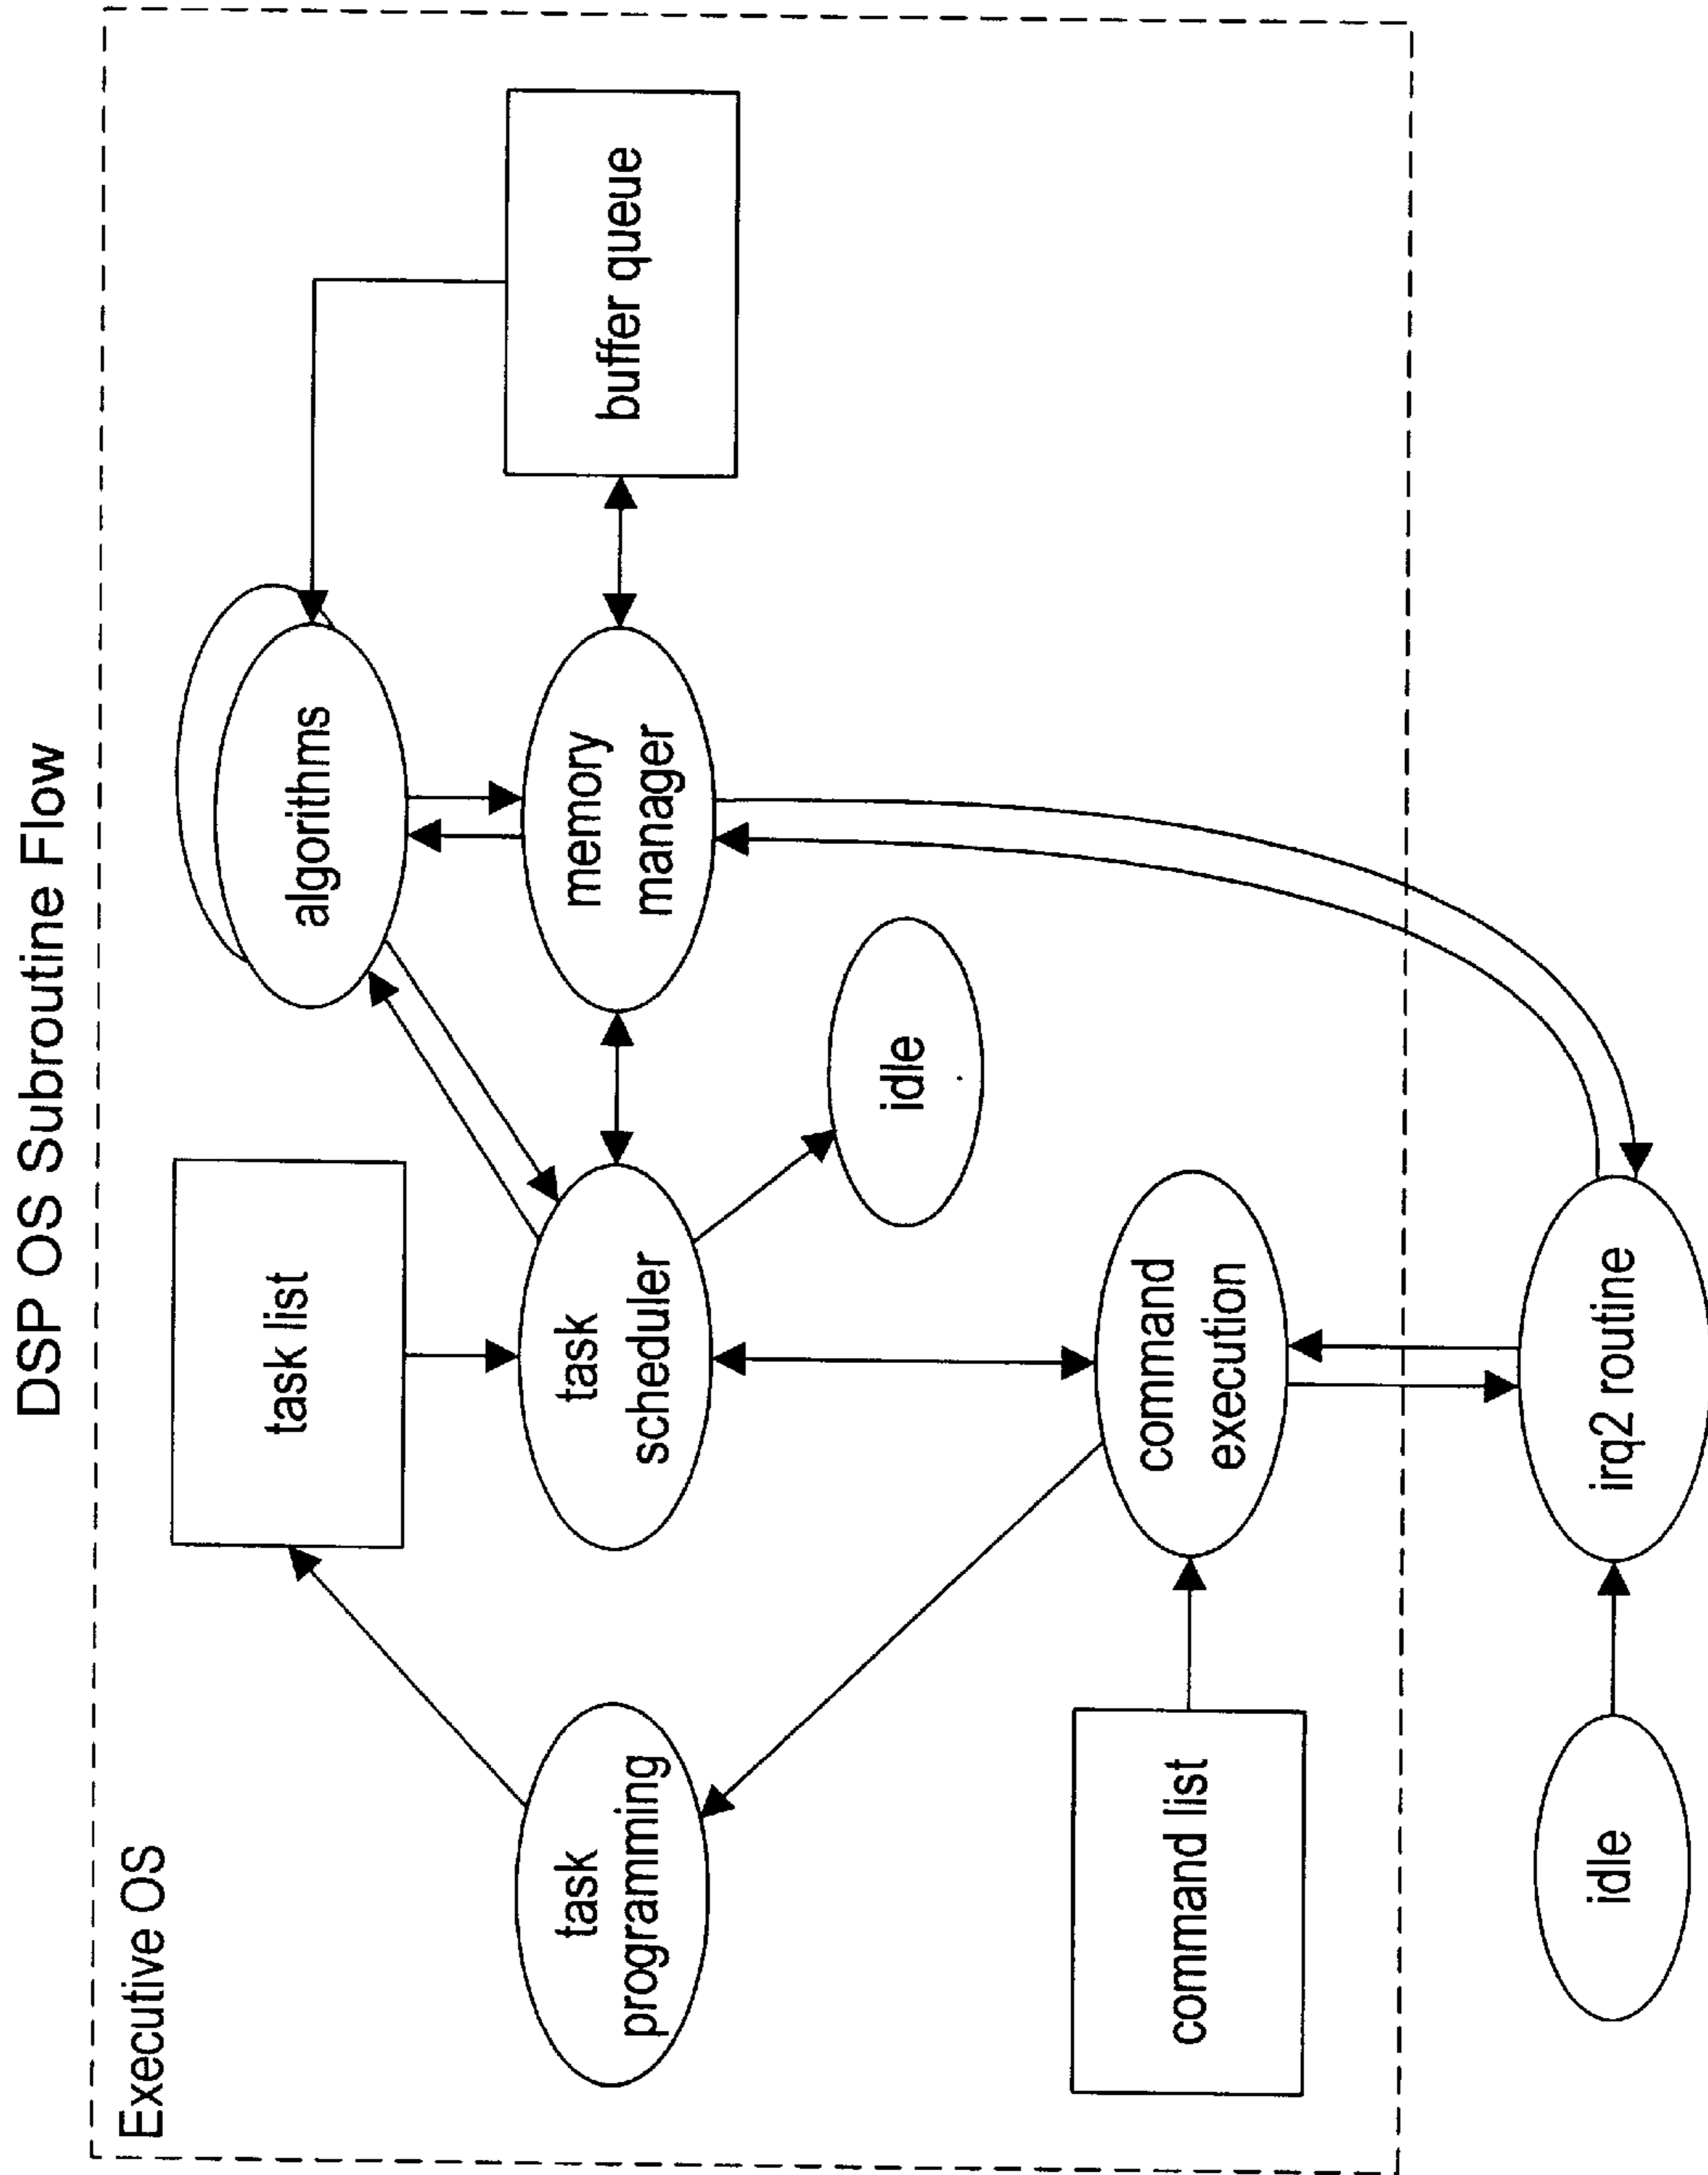 DSP OS Subroutine Flow
Executive OS
task list
algorithms
task
programming
task
scheduler
memory
manager
buffer queue
idle
command list
command
execution
idle
irq2 routine